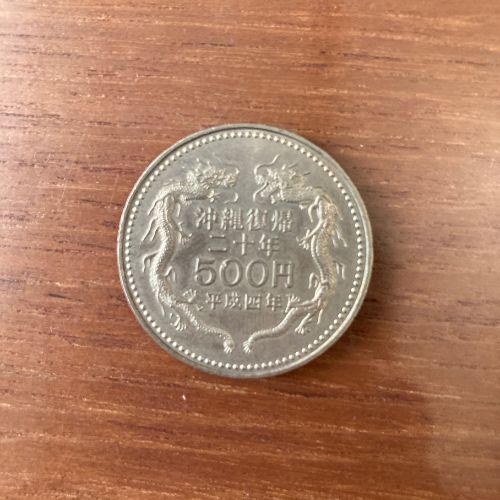 沖縄復帰
二十年
500円
平成四年